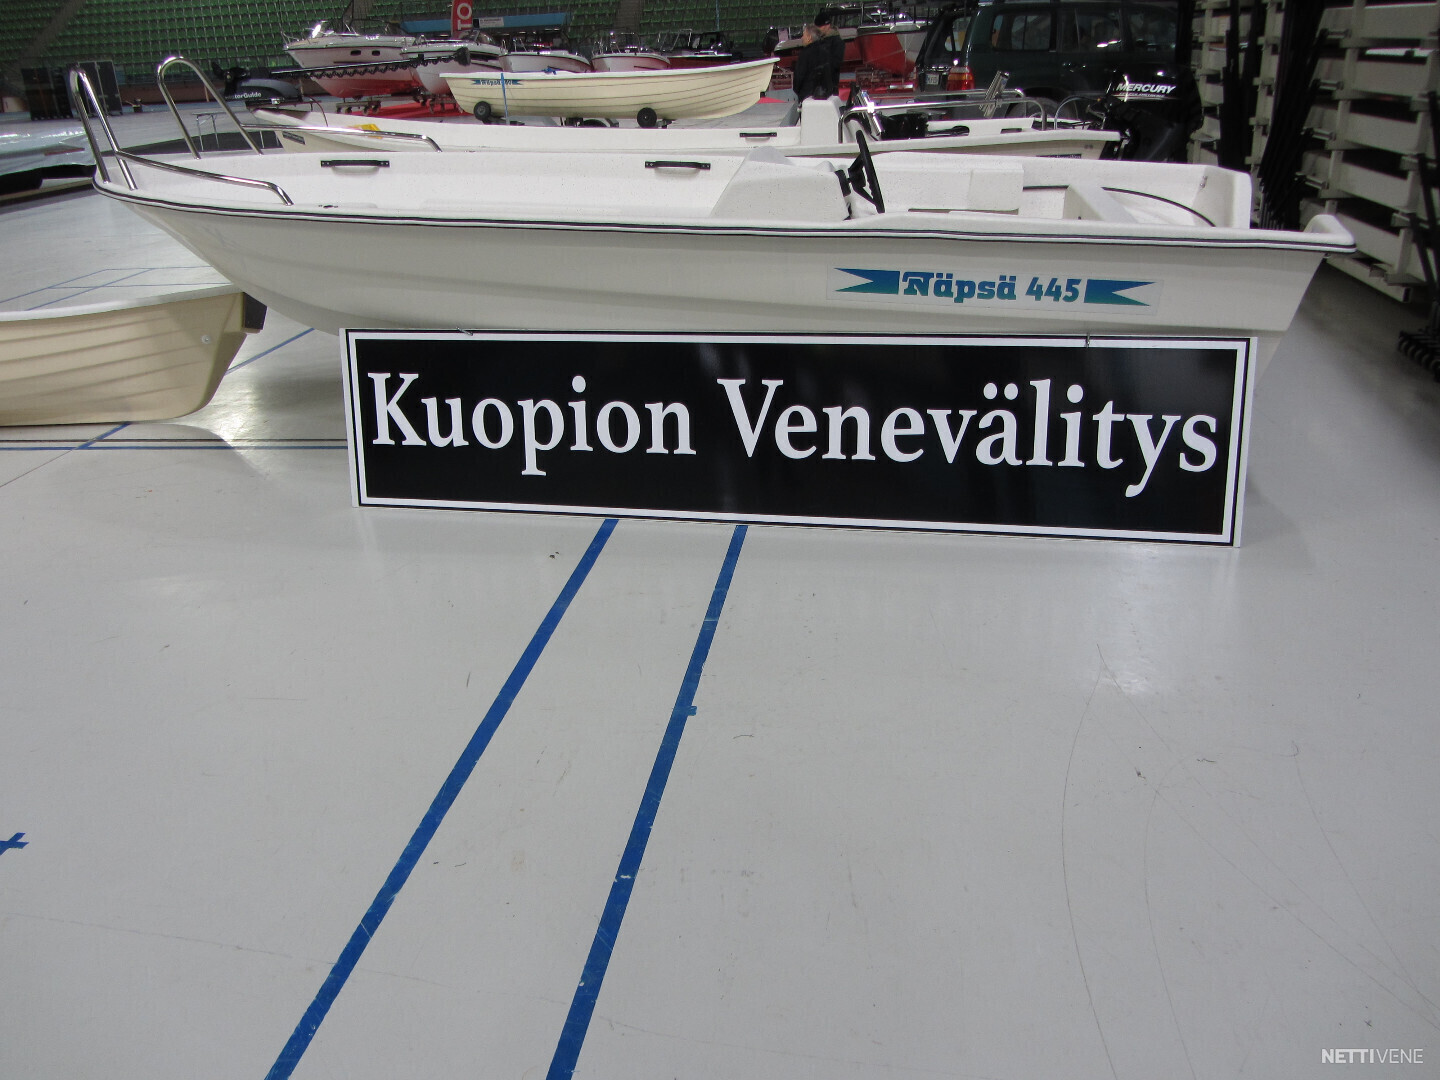 MERCURY
Näpsä 445
Kuopion Venevälitys
NETTIVENE